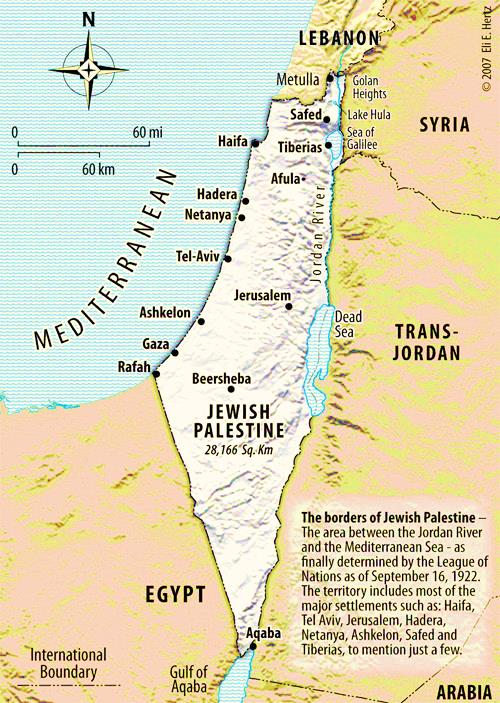 N
LEBANON
© 2007 Eli E. Hertz
Metulla
Golan
Heights
Safed
Lake Hula
SYRIA
0 60 mi
0 60 km
Haifa
Tiberias
Sea of
Galilee
Afula
Hadera
Netanya
Jordan River
MEDITERRANEAN
Tel-Aviv
Jerusalem
Ashkelon
Dead
Sea
TRANS-
JORDAN
Gaza
Rafah
Beersheba
JEWISH
PALESTINE
28,166 Sq. Km
The borders of Jewish Palestine –
The area between the Jordan River
and the Mediterranean Sea - as
finally determined by the League of
Nations as of September 16, 1922.
The territory includes most of the
major settlements such as: Haifa,
Tel Aviv, Jerusalem, Hadera,
Netanya, Ashkelon, Safed and
Tiberias, to mention just a few.
EGYPT
Aqaba
International
Boundary
Gulf of
Aqaba
ARABIA